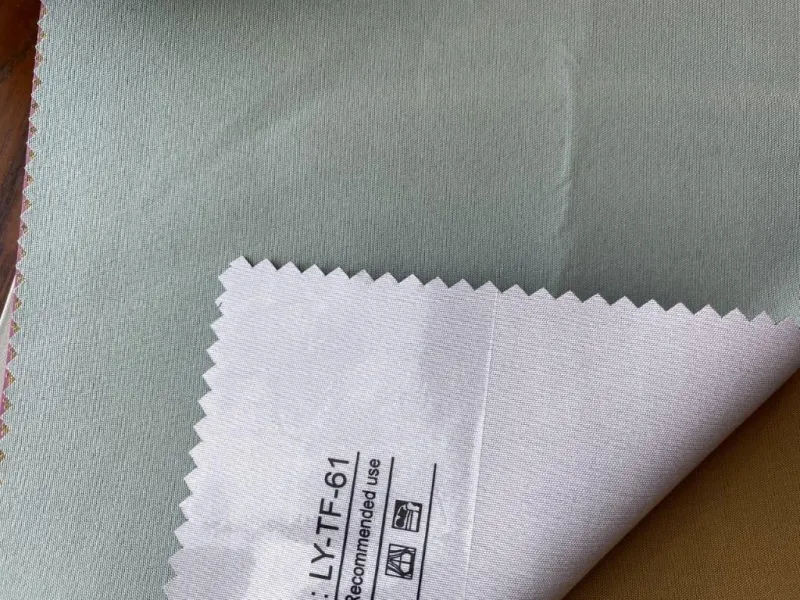 : LY-TF-61
Recommended use